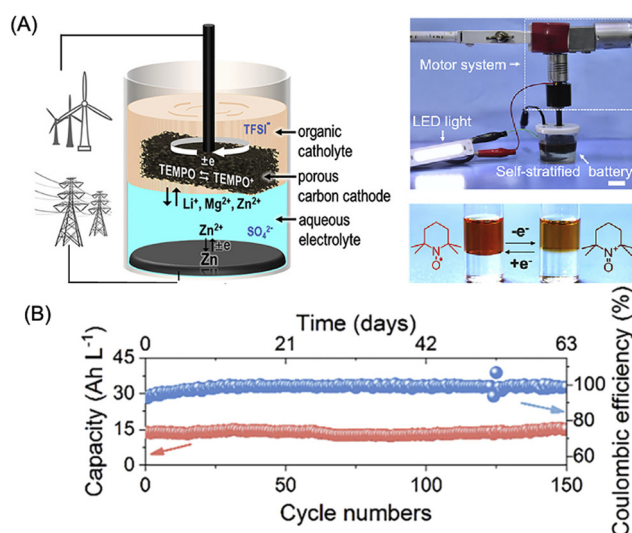 (A)
TFSI⁻
organic
catholyte
±e
TEMPO ⇋ TEMPO⁺
porous
carbon cathode
Li⁺, Mg²⁺, Zn²⁺
aqueous
electrolyte
SO₄²⁻
Zn²⁺
±e
Zn
Motor system
LED light
Self-stratified battery
-e⁻
+e⁻
N
O•
N⁺
O
(B)
Time (days)
0 21 42 63
Capacity (Ah L⁻¹)
45
30
15
0
Coulombic efficiency (%)
100
80
60
0 50 100 150
Cycle numbers